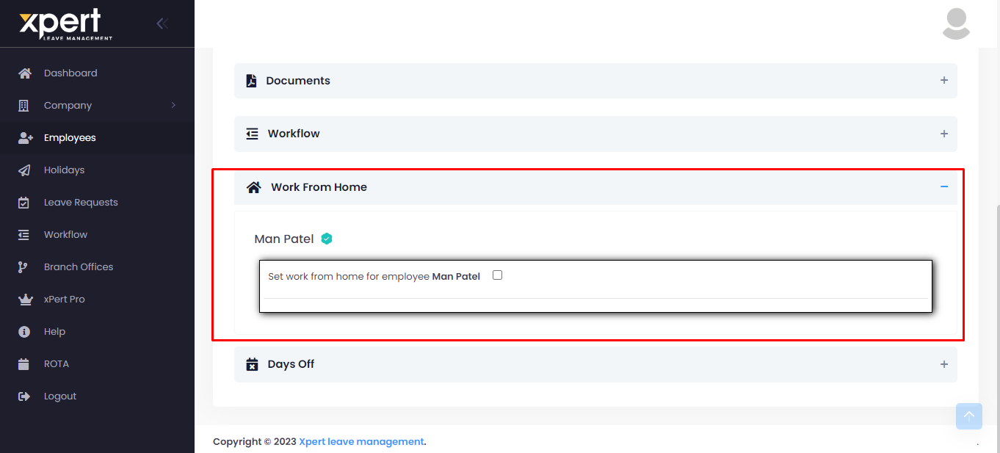 xpert
LEAVE MANAGEMENT
Dashboard
Company
Employees
Holidays
Leave Requests
Workflow
Branch Offices
xPert Pro
Help
ROTA
Logout
Documents
Workflow
Work From Home
Man Patel
Set work from home for employee Man Patel
Days Off
Copyright © 2023 Xpert leave management.
.